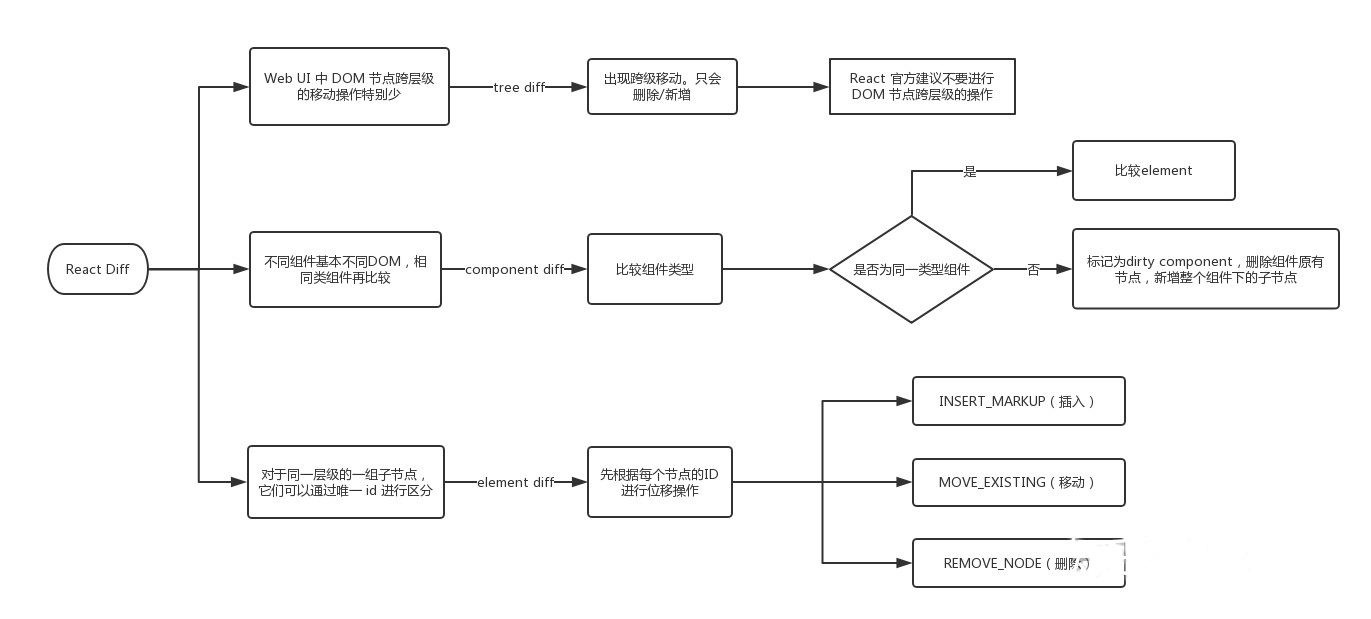 Web UI 中 DOM 节点跨层级
的移动操作特别少
tree diff
出现跨级移动。只会
删除/新增
React 官方建议不要进行
DOM 节点跨层级的操作
是
比较element
React Diff
不同组件基本不同DOM，相
同类组件再比较
component diff
比较组件类型
是否为同一类型组件
否
标记为dirty component，删除组件原有
节点，新增整个组件下的子节点
对于同一层级的一组子节点，
它们可以通过唯一 id 进行区分
element diff
先根据每个节点的ID
进行位移操作
INSERT_MARKUP（插入）
MOVE_EXISTING（移动）
REMOVE_NODE（删除）